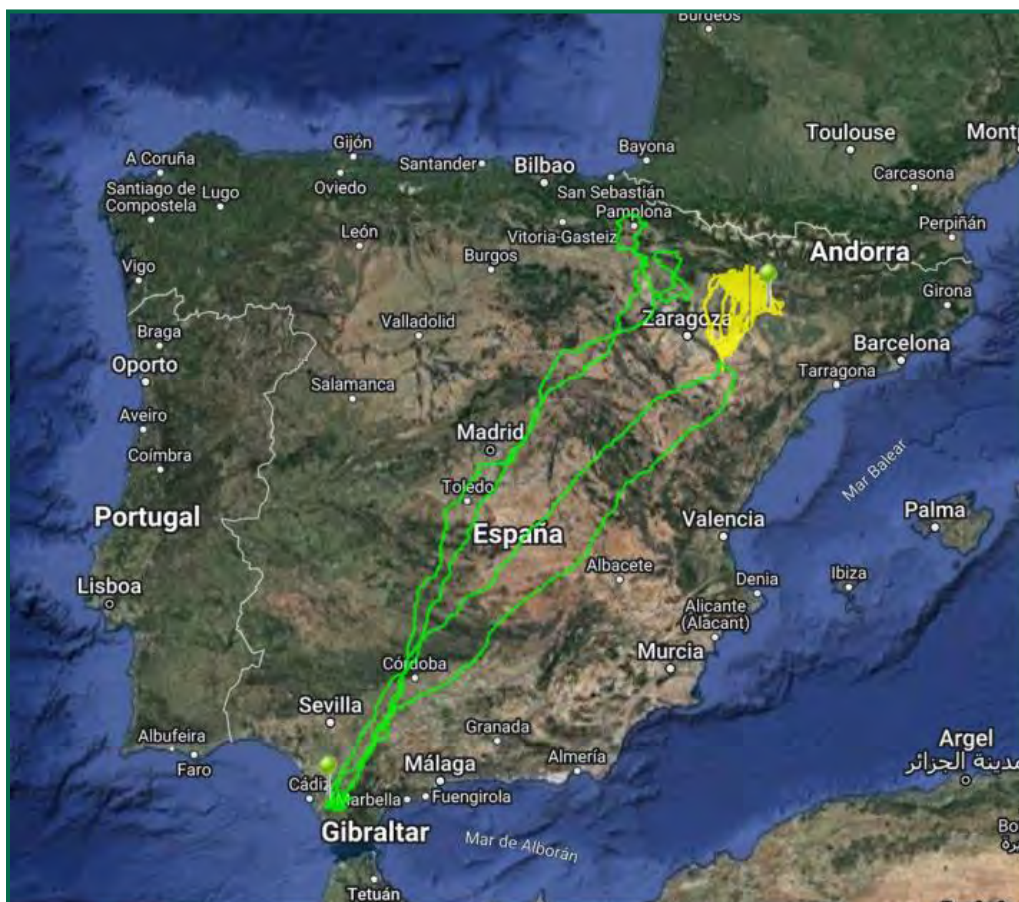 Burdeos
Toulouse
Bayona
Gijón
A Coruña
Santander
Bilbao
Carcasona
Santiago de
Compostela
Lugo
Oviedo
San Sebastián
Pamplona
Perpiñán
León
Vitoria-Gasteiz
Andorra
Burgos
Vigo
Girona
Braga
Valladolid
Zaragoza
Barcelona
Oporto
Tarragona
Salamanca
Aveiro
Madrid
Coímbra
Mar Balear
Toledo
Portugal
España
Valencia
Palma
Lisboa
Albacete
Denia
Ibiza
Alicante
(Alacant)
Murcia
Córdoba
Sevilla
Granada
Albufeira
Faro
Almería
Argel
مدينة الجزائر
Málaga
Cádiz
Marbella
Fuengirola
Gibraltar
Mar de Alborán
Tetuán